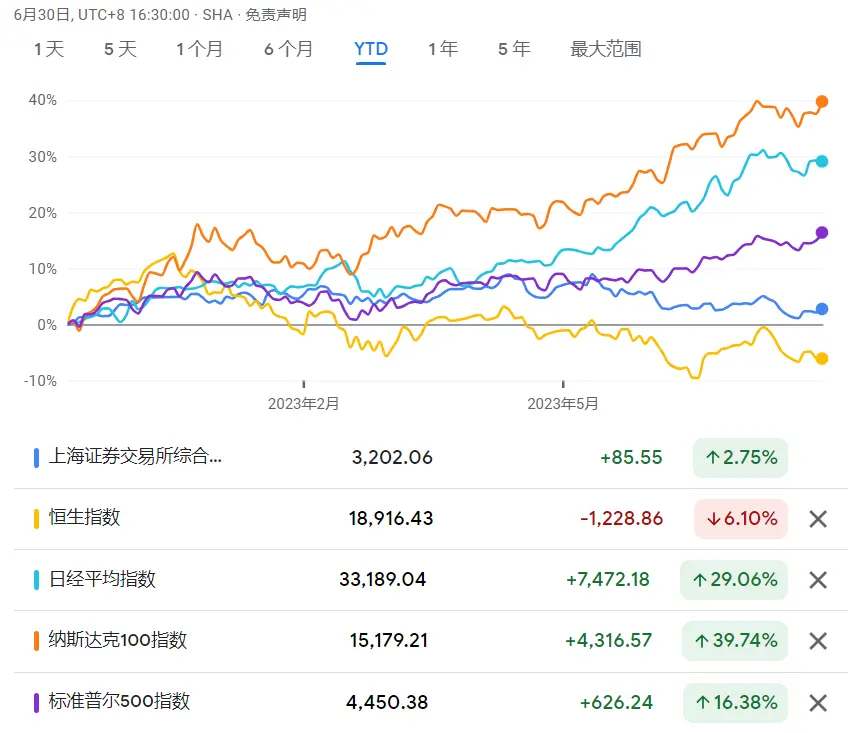 6月30日, UTC+8 16:30:00 · SHA · 免责声明
1 天 5 天 1 个月 6 个月 YTD 1 年 5 年 最大范围
40%
30%
20%
10%
0%
-10%
2023年2月 2023年5月
上海证券交易所综合... 3,202.06 +85.55 ↑2.75%
恒生指数 18,916.43 -1,228.86 ↓6.10%
日经平均指数 33,189.04 +7,472.18 ↑29.06%
纳斯达克100指数 15,179.21 +4,316.57 ↑39.74%
标准普尔500指数 4,450.38 +626.24 ↑16.38%